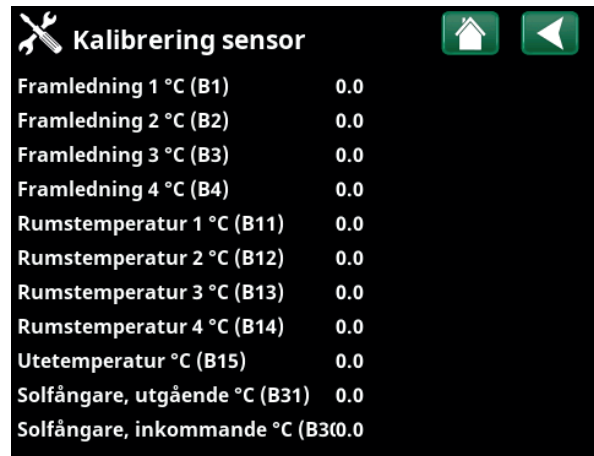 Kalibrering sensor
Framledning 1 °C (B1) 0.0
Framledning 2 °C (B2) 0.0
Framledning 3 °C (B3) 0.0
Framledning 4 °C (B4) 0.0
Rumstemperatur 1 °C (B11) 0.0
Rumstemperatur 2 °C (B12) 0.0
Rumstemperatur 3 °C (B13) 0.0
Rumstemperatur 4 °C (B14) 0.0
Utetemperatur °C (B15) 0.0
Solfångare, utgående °C (B31) 0.0
Solfångare, inkommande °C (B3 0.0